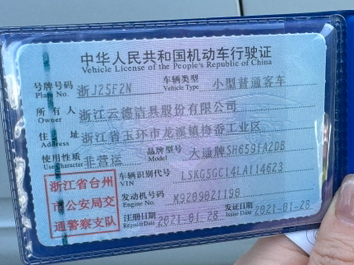 中华人民共和国机动车行驶证
Vehicle License of the People's Republic of China
号牌号码 浙J25F2N 车辆类型 小型普通客车
Plate No. Vehicle Type
所有人 浙江云德洁具股份有限公司
Owner
住址 浙江省玉环市龙溪镇协奋工业区
Address
使用性质 非营运 品牌型号 大通牌SH6591A2DB
Use Character Model
浙江省台州
市公安局交
通警察支队
车辆识别代号 LSKG5GC14LA114623
VIN
发动机号码 K9209021198
Engine No.
注册日期 2021-01-28 发证日期 2021-01-28
Register Date Issue Date